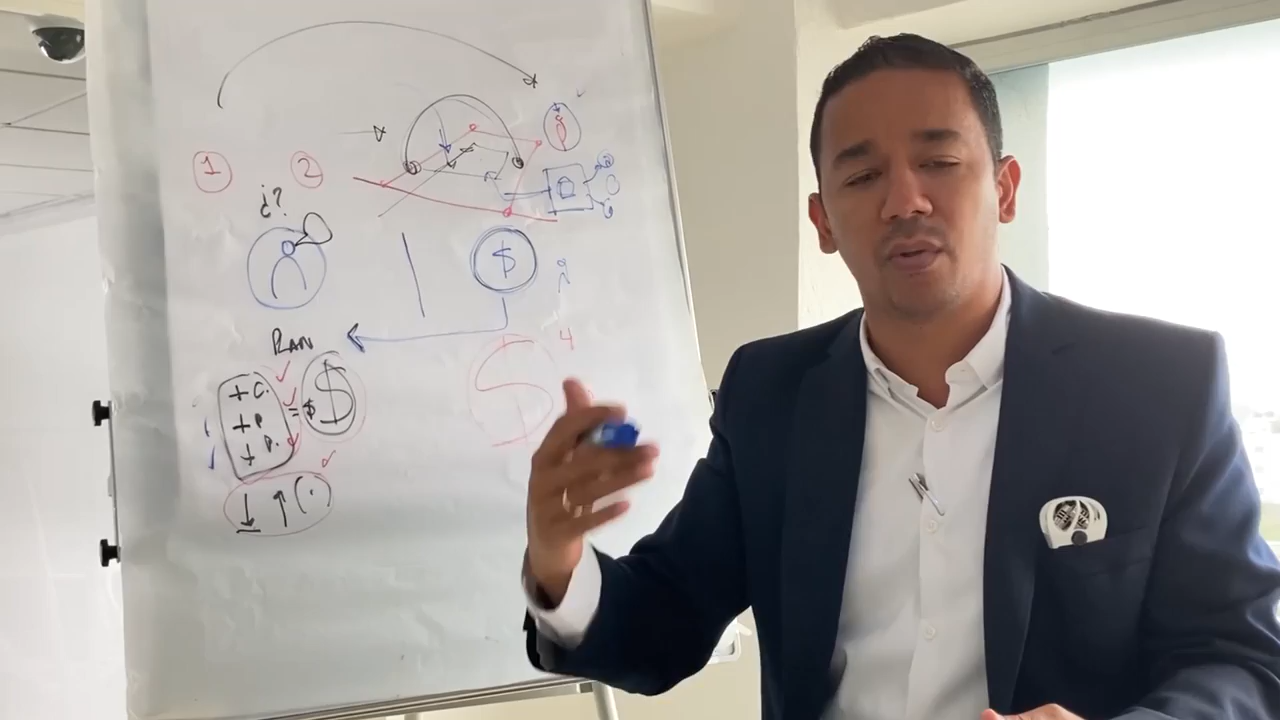 1 2
¿?
$
PLAN
4
+ C.
+ P
+ P.
= $
$
$
↓ ↑ (.)